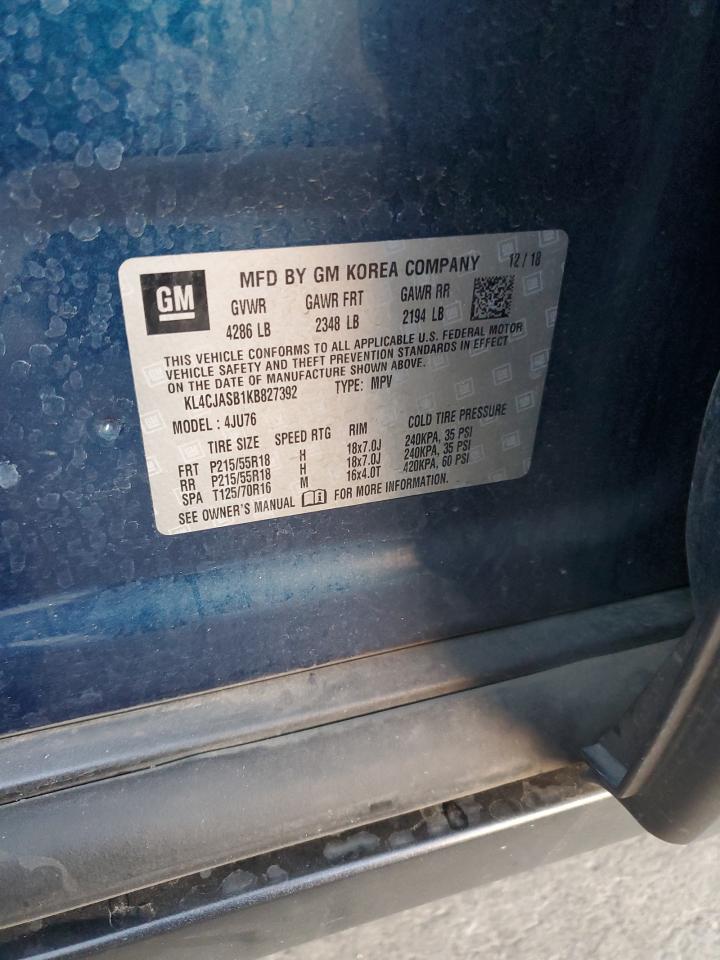 GM
MFD BY GM KOREA COMPANY 12 / 18
GVWR GAWR FRT GAWR RR
4286 LB 2348 LB 2194 LB
THIS VEHICLE CONFORMS TO ALL APPLICABLE U.S. FEDERAL MOTOR
VEHICLE SAFETY AND THEFT PREVENTION STANDARDS IN EFFECT
ON THE DATE OF MANUFACTURE SHOWN ABOVE.
KL4CJASB1KB827392 TYPE: MPV
MODEL : 4JU76
TIRE SIZE SPEED RTG RIM COLD TIRE PRESSURE
FRT P215/55R18 H 18x7.0J 240KPA, 35 PSI
RR P215/55R18 H 18x7.0J 240KPA, 35 PSI
SPA T125/70R16 M 16x4.0T 420KPA, 60 PSI
SEE OWNER'S MANUAL FOR MORE INFORMATION.